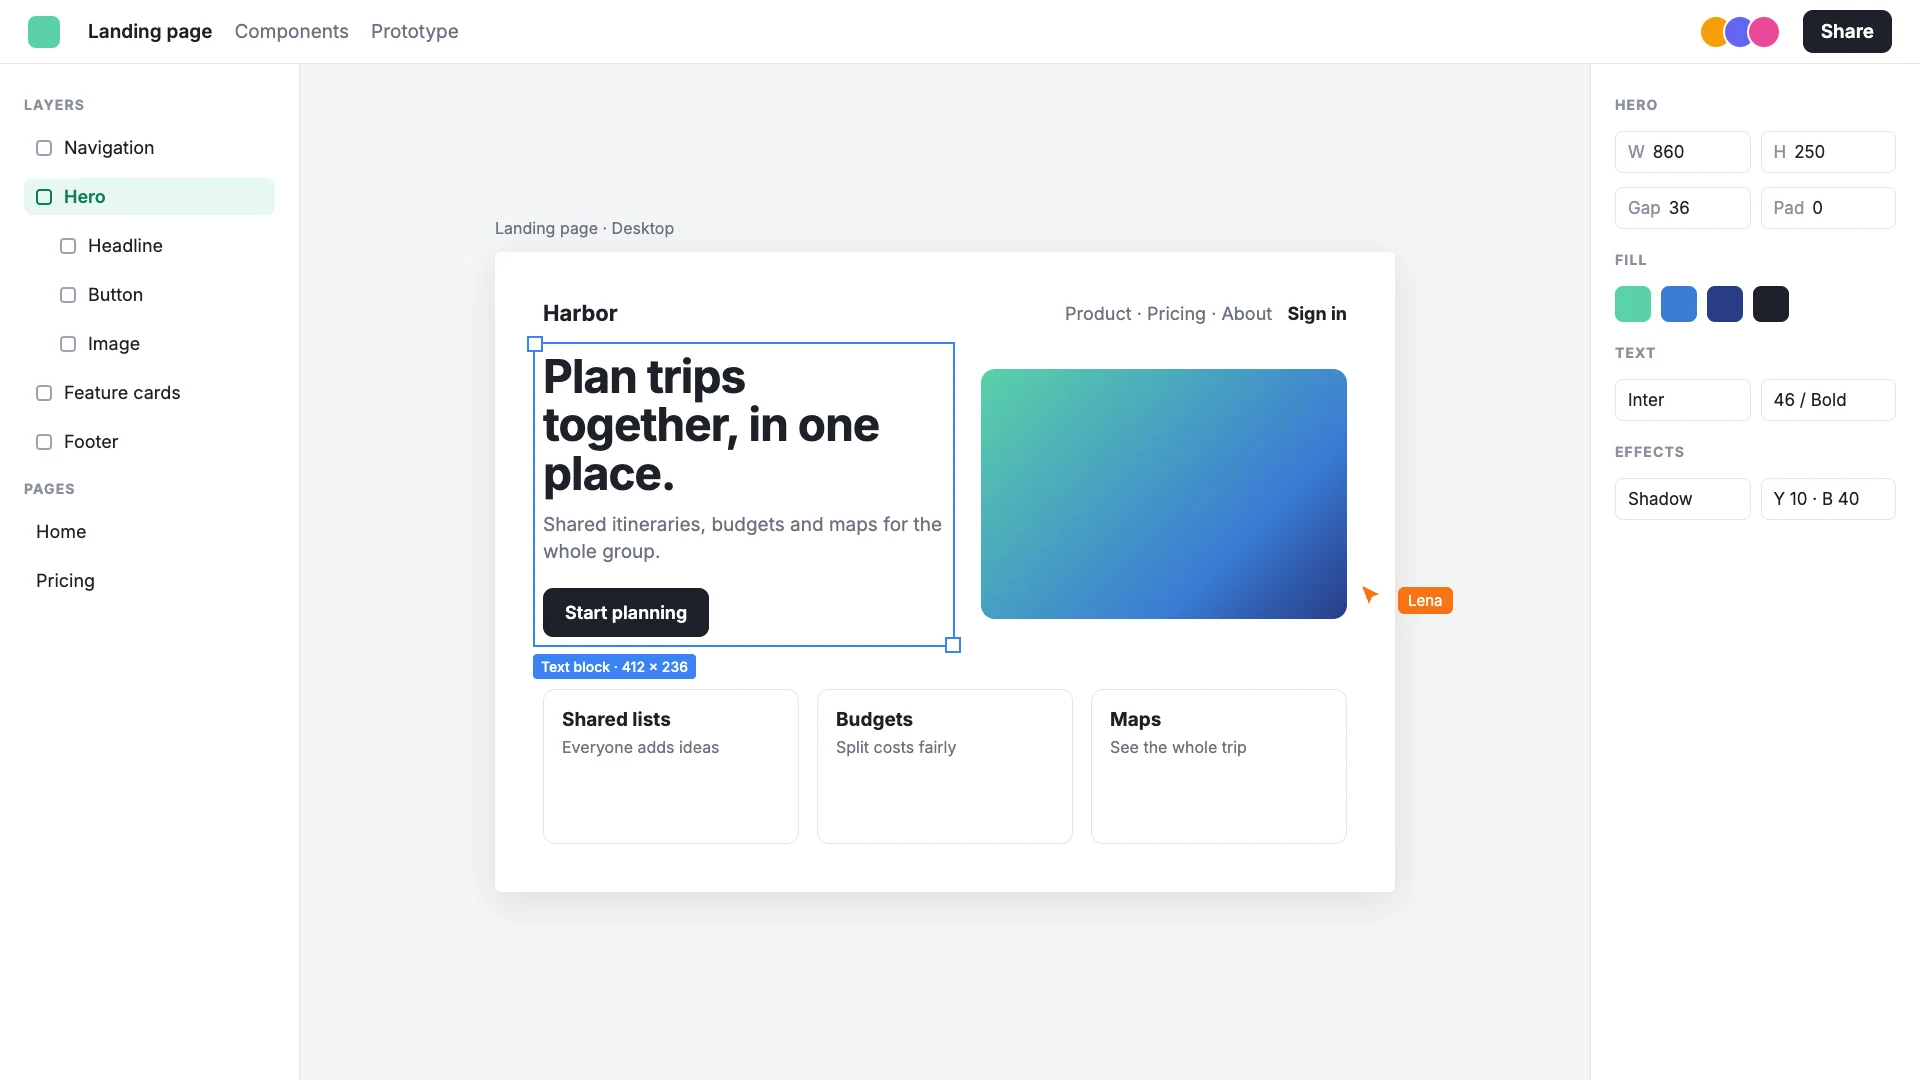 Landing page
Components
Prototype
Share
LAYERS
Navigation
Hero
Headline
Button
Image
Feature cards
Footer
PAGES
Home
Pricing
Landing page · Desktop
Harbor
Product · Pricing · About
Sign in
Plan trips
together, in one
place.
Shared itineraries, budgets and maps for the
whole group.
Start planning
Text block · 412 × 236
Lena
Shared lists
Everyone adds ideas
Budgets
Split costs fairly
Maps
See the whole trip
HERO
W 860
H 250
Gap 36
Pad 0
FILL
TEXT
Inter
46 / Bold
EFFECTS
Shadow
Y 10 · B 40